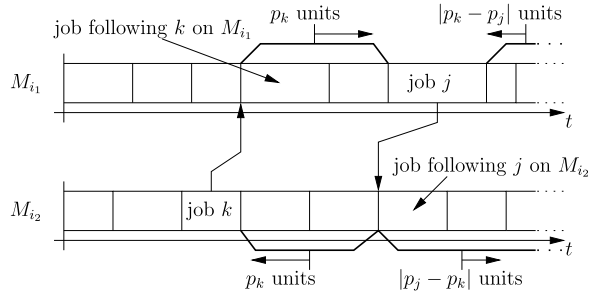 job following $k$ on $M_{i_1}$
$p_k$ units
$|p_k - p_j|$ units
$M_{i_1}$
job $j$
$t$
job following $j$ on $M_{i_2}$
$M_{i_2}$
job $k$
$t$
$p_k$ units
$|p_j - p_k|$ units